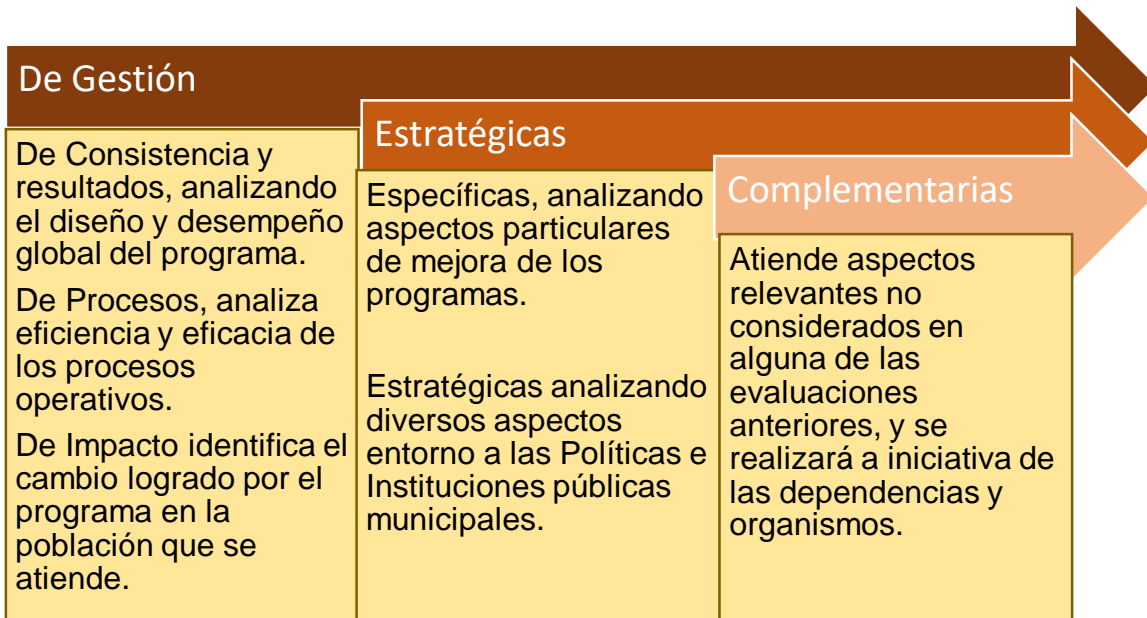 De Gestión
De Consistencia y
resultados, analizando
el diseño y desempeño
global del programa.
De Procesos, analiza
eficiencia y eficacia de
los procesos
operativos.
De Impacto identifica el
cambio logrado por el
programa en la
población que se
atiende.
Estratégicas
Específicas, analizando
aspectos particulares
de mejora de los
programas.
Estratégicas analizando
diversos aspectos
entorno a las Políticas e
Instituciones públicas
municipales.
Complementarias
Atiende aspectos
relevantes no
considerados en
alguna de las
evaluaciones
anteriores, y se
realizará a iniciativa de
las dependencias y
organismos.